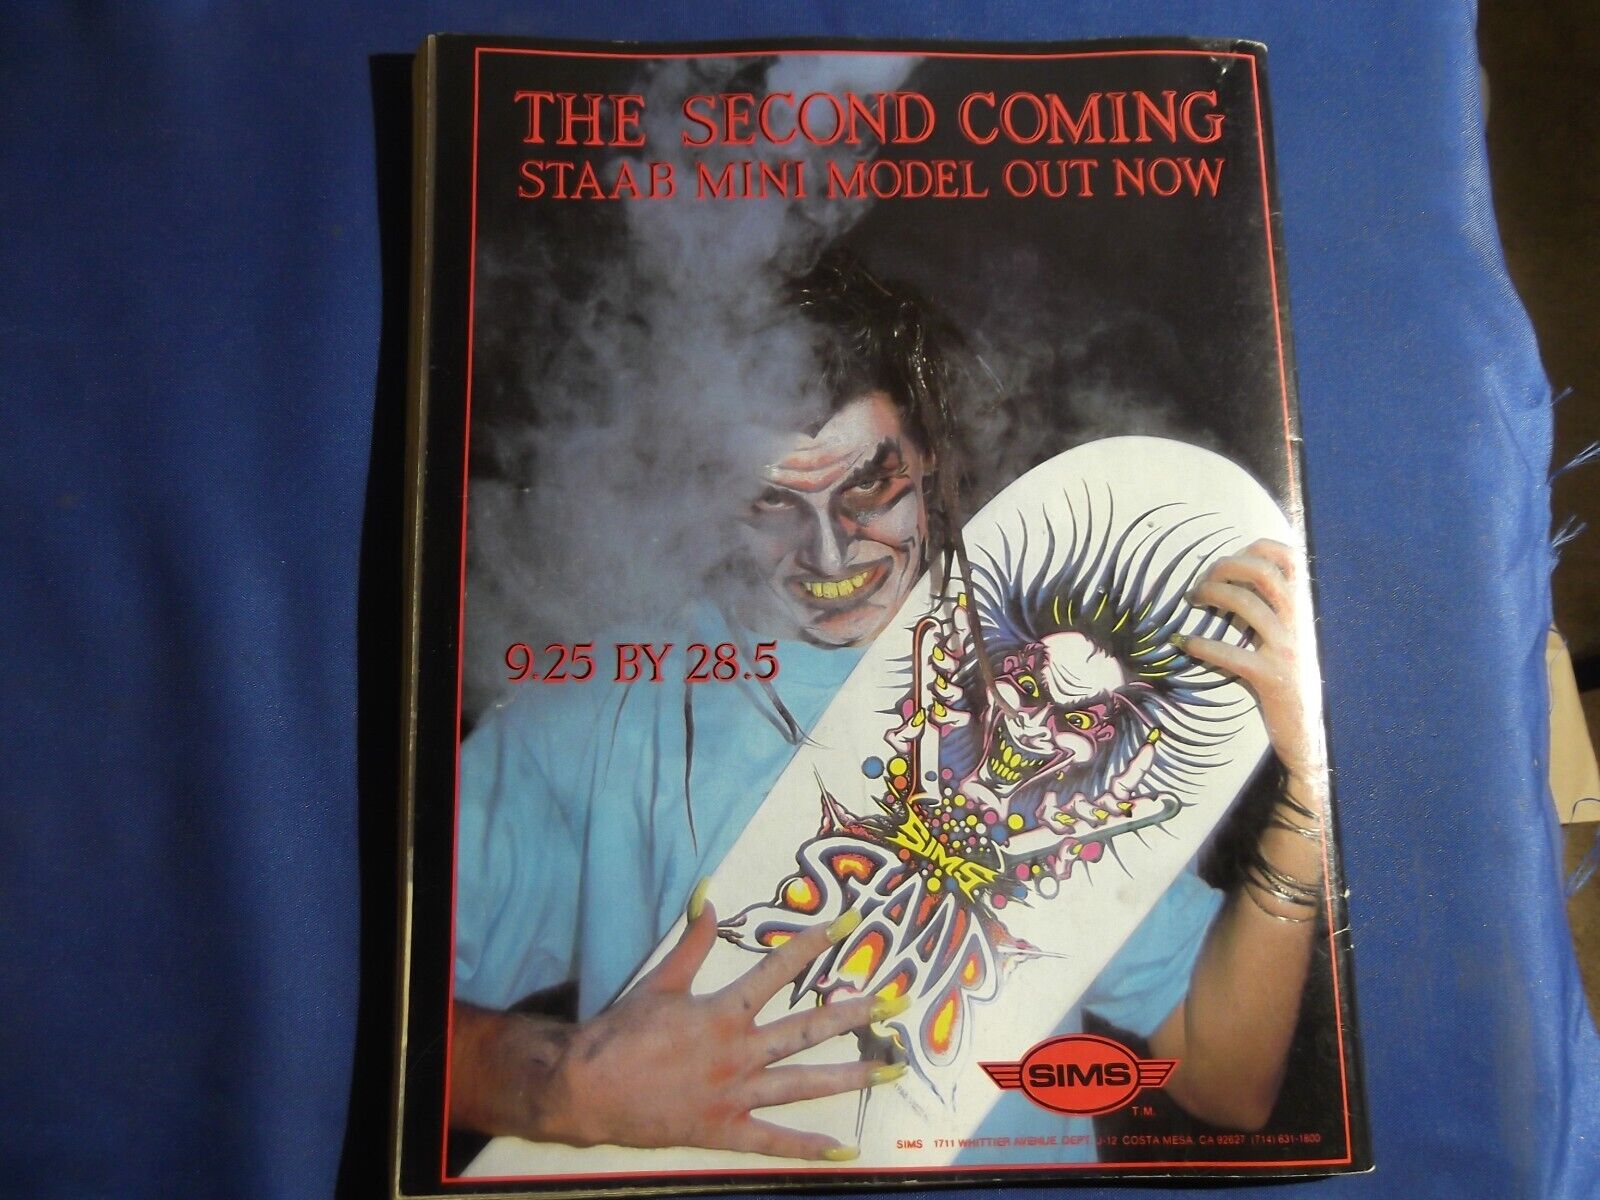 THE SECOND COMING
STAAB MINI MODEL OUT NOW
9.25 BY 28.5
SIMS
STAAB
SIMS
T.M.
SIMS 1711 WHITTIER AVENUE, DEPT. J-12 COSTA MESA, CA 92627 (714) 631-1600